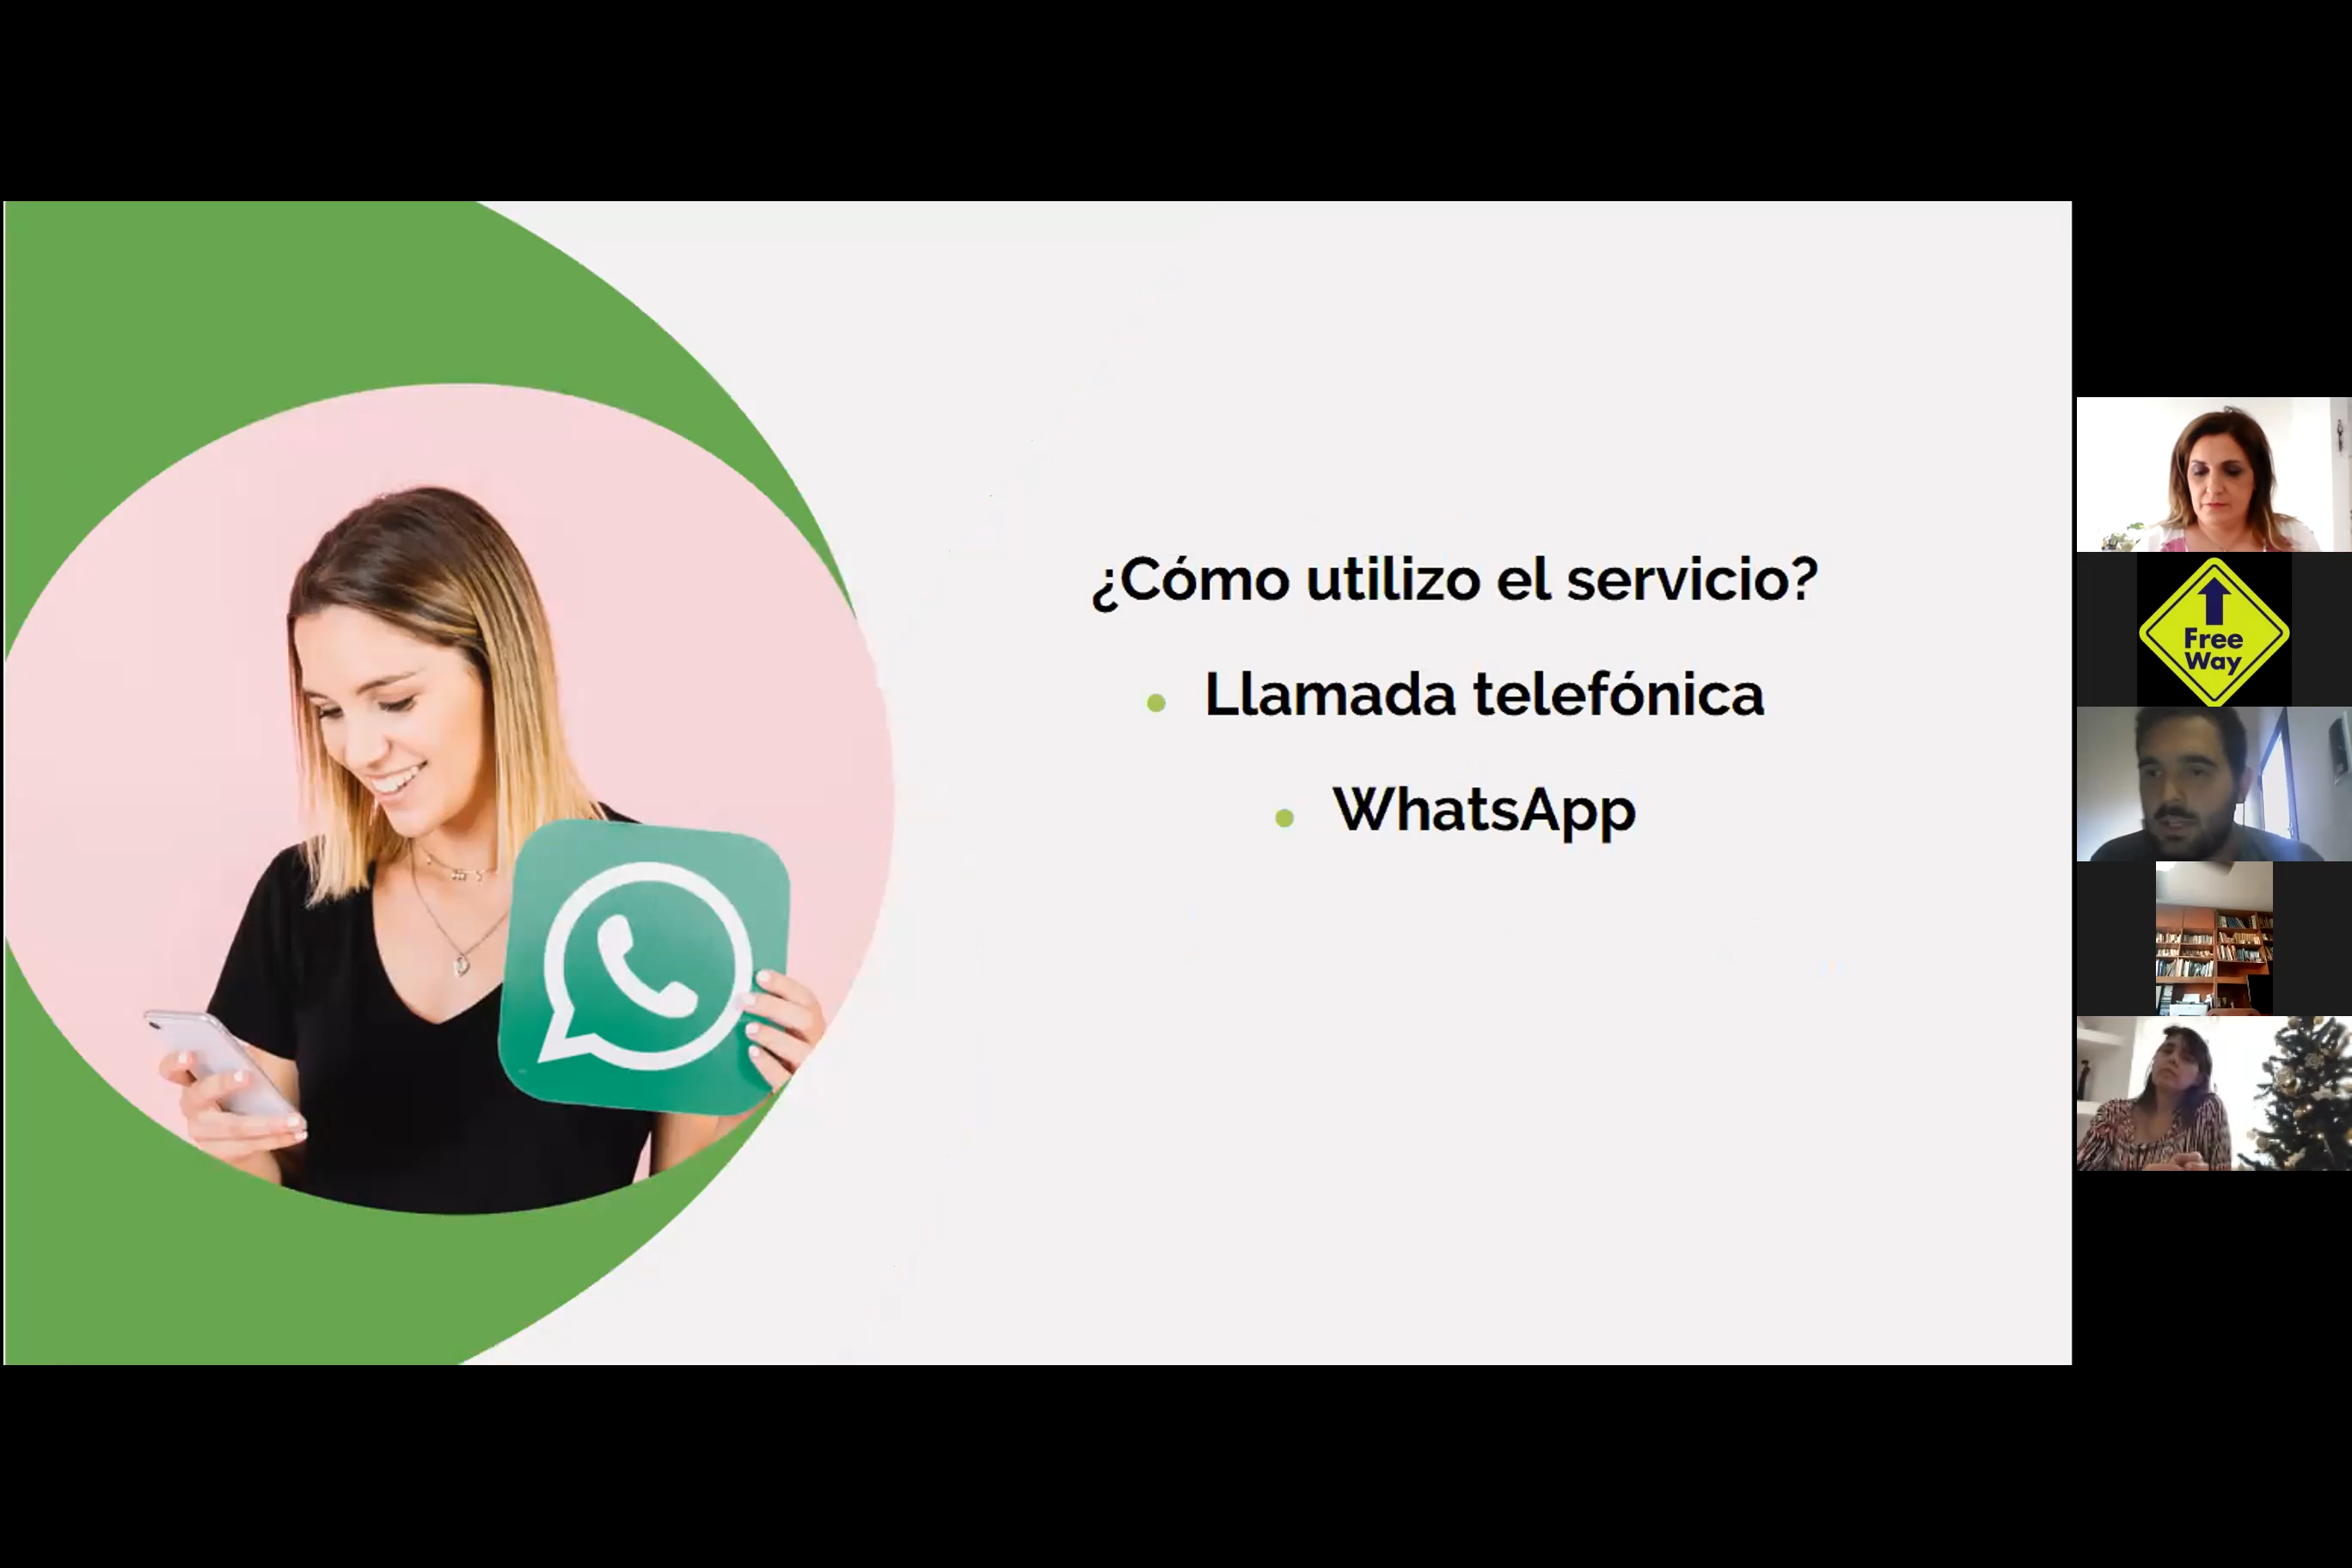 ¿Cómo utilizo el servicio?
Llamada telefónica
WhatsApp
Free
Way